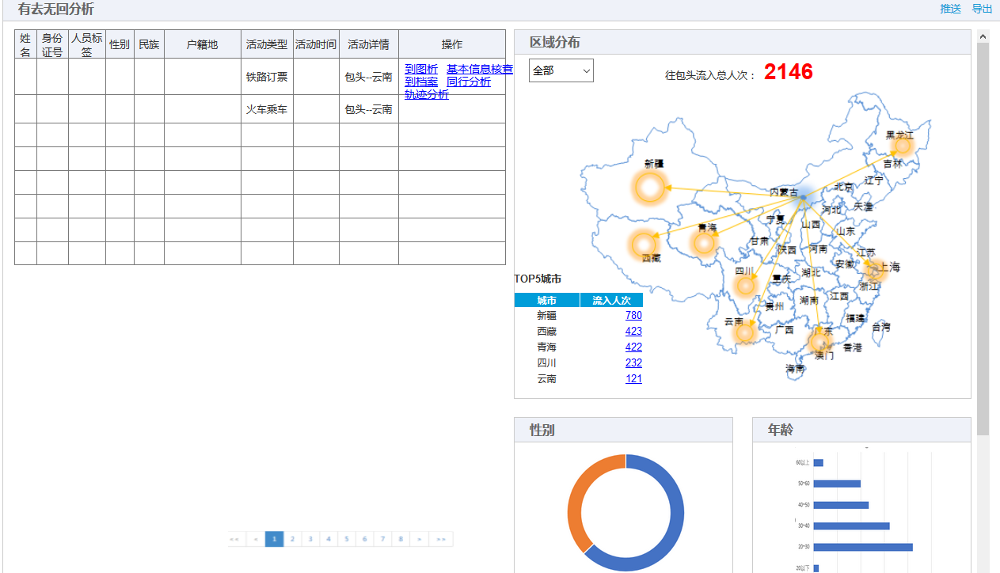 有去无回分析
推送 导出
姓名 身份证号 人员标签 性别 民族 户籍地 活动类型 活动时间 活动详情 操作
铁路订票 包头--云南 到图析 基本信息核查
到档案 同行分析
轨迹分析
火车乘车 包头--云南
<< < 1 2 3 4 5 6 7 8 > >>
区域分布
全部
往包头流入总人次： 2146
黑龙江
新疆
吉林
辽宁
内蒙古
北京
河北
天津
宁夏
山西
青海
山东
甘肃
陕西
河南
江苏
西藏
安徽
上海
四川
重庆
湖北
浙江
贵州
湖南
江西
云南
广西
福建
广东
台湾
香港
澳门
海南
TOP5城市
城市 流入人次
新疆 780
西藏 423
青海 422
四川 232
云南 121
性别
年龄
60以上
50~60
40~50
30~40
20~30
20以下